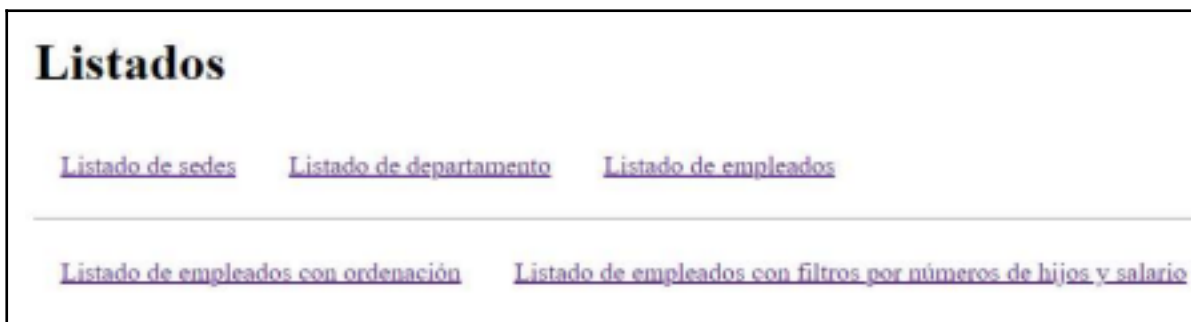 Listados
Listado de sedes Listado de departamento Listado de empleados
Listado de empleados con ordenación Listado de empleados con filtros por números de hijos y salario